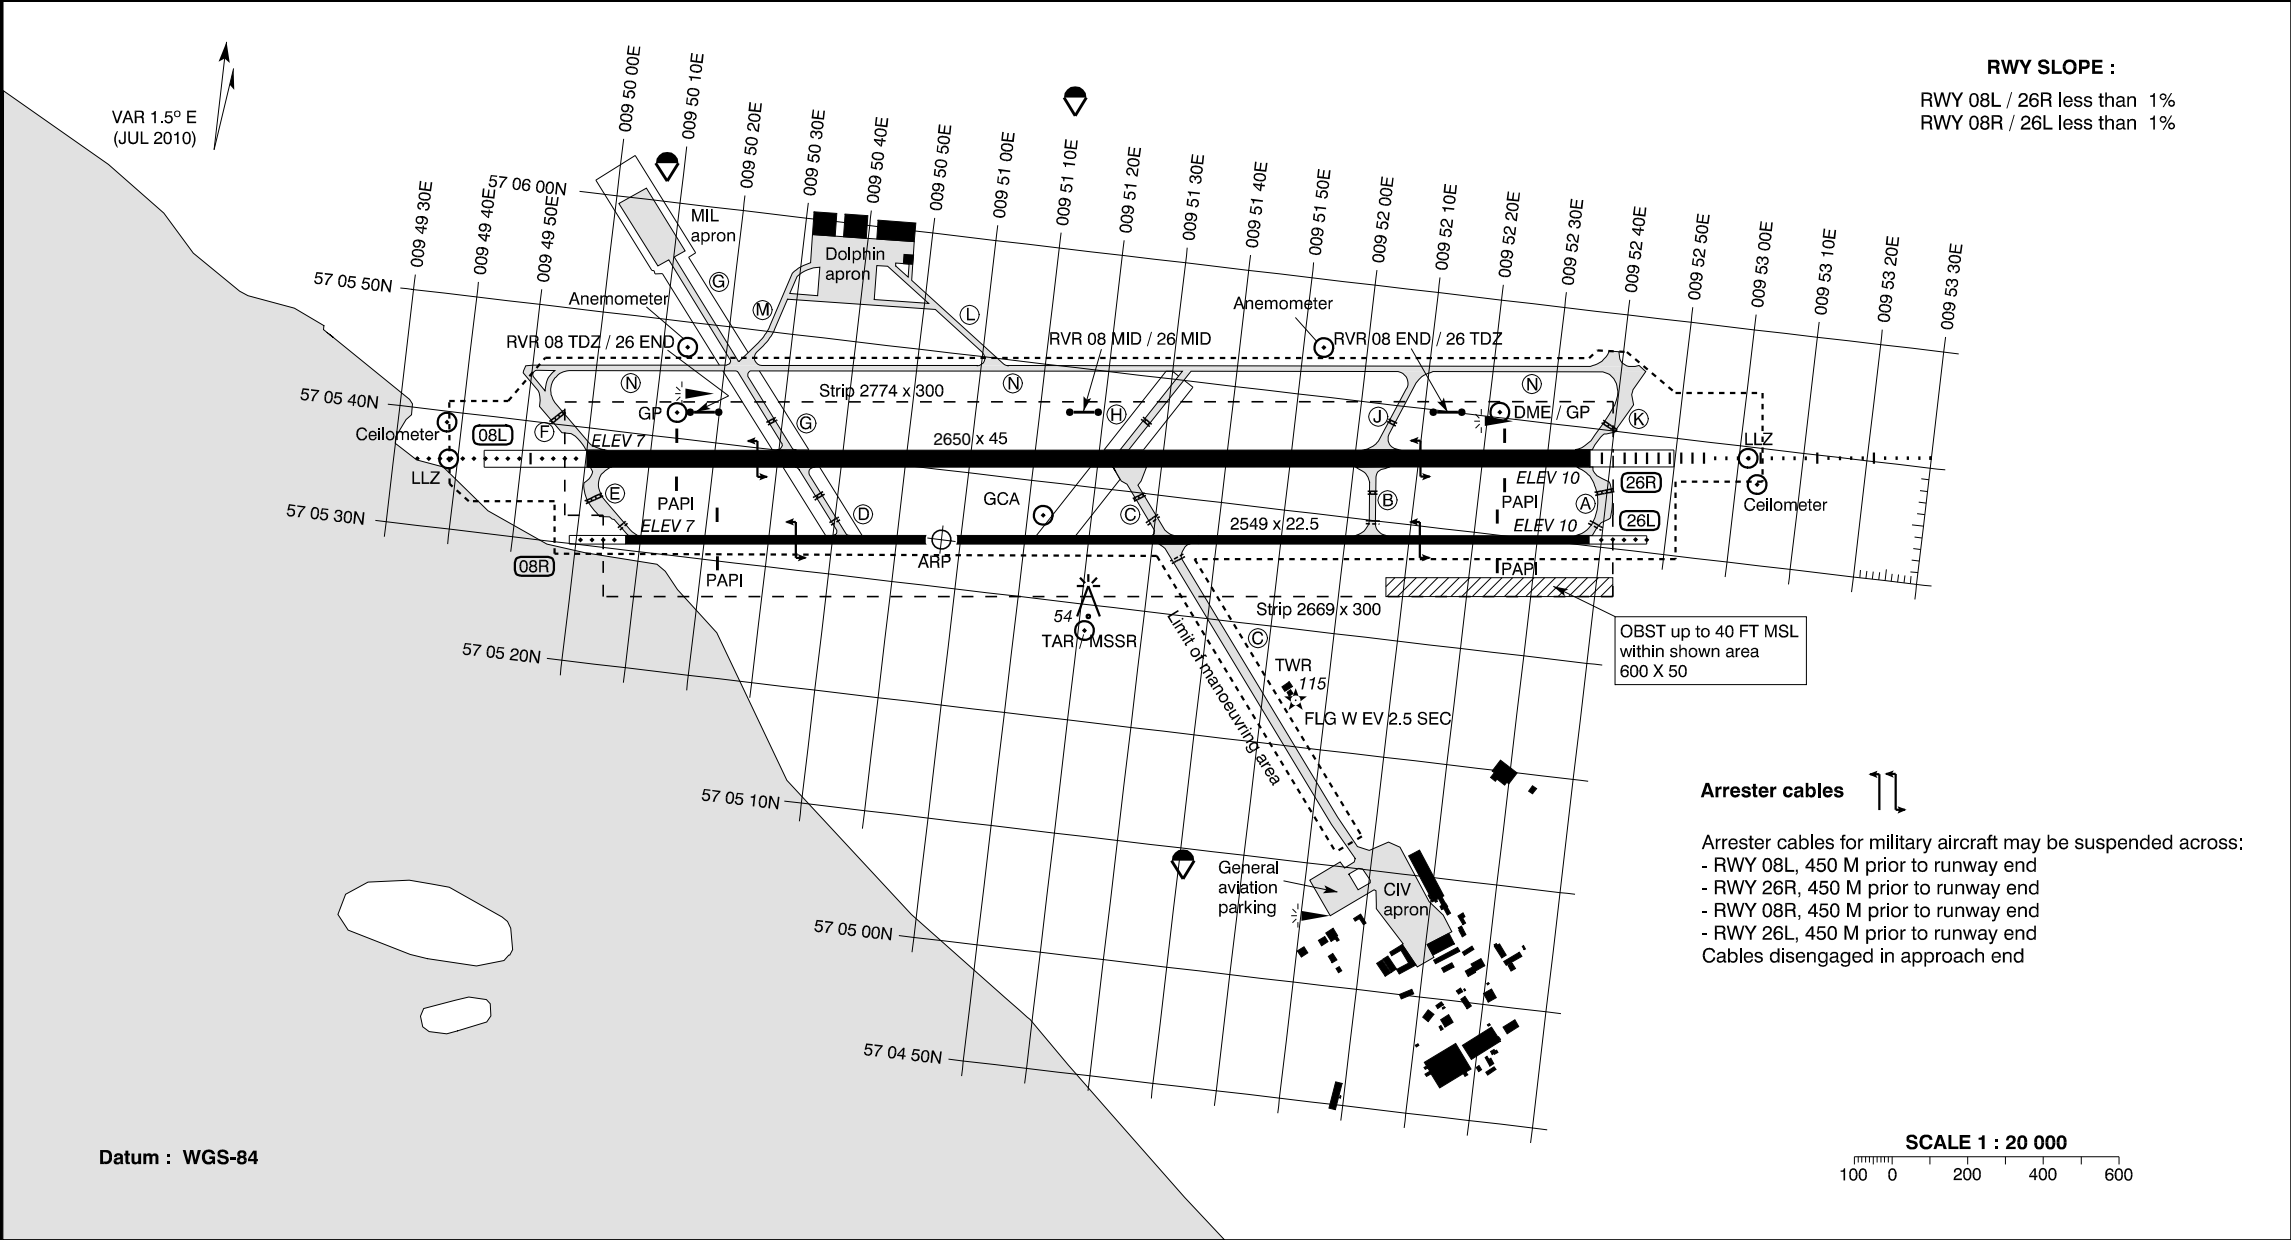 RWY SLOPE :
RWY 08L / 26R less than 1%
RWY 08R / 26L less than 1%
VAR 1.5º E
(JUL 2010)
009 49 30E
009 49 40E
009 49 50E
009 50 00E
009 50 10E
009 50 20E
009 50 30E
009 50 40E
009 50 50E
009 51 00E
009 51 10E
009 51 20E
009 51 30E
009 51 40E
009 51 50E
009 52 00E
009 52 10E
009 52 20E
009 52 30E
009 52 40E
009 52 50E
009 53 00E
009 53 10E
009 53 20E
009 53 30E
57 06 00N
57 05 50N
57 05 40N
57 05 30N
57 05 20N
57 05 10N
57 05 00N
57 04 50N
MIL
apron
Dolphin
apron
G
M
L
Anemometer
Anemometer
RVR 08 TDZ / 26 END
RVR 08 MID / 26 MID
RVR 08 END / 26 TDZ
N
N
N
Strip 2774 x 300
GP
G
H
J
DME / GP
K
F
Ceilometer
08L
ELEV 7
2650 x 45
LLZ
LLZ
ELEV 10
26R
Ceilometer
E
PAPI
GCA
C
B
PAPI
A
D
ELEV 7
2549 x 22.5
ELEV 10
26L
08R
ARP
PAPI
PAPI
54
TAR / MSSR
Strip 2669 x 300
Limit of manoeuvring area
C
TWR
115
FLG W EV 2.5 SEC
OBST up to 40 FT MSL
within shown area
600 X 50
Arrester cables
Arrester cables for military aircraft may be suspended across:
- RWY 08L, 450 M prior to runway end
- RWY 26R, 450 M prior to runway end
- RWY 08R, 450 M prior to runway end
- RWY 26L, 450 M prior to runway end
Cables disengaged in approach end
General
aviation
parking
CIV
apron
Datum : WGS-84
SCALE 1 : 20 000
100 0 200 400 600